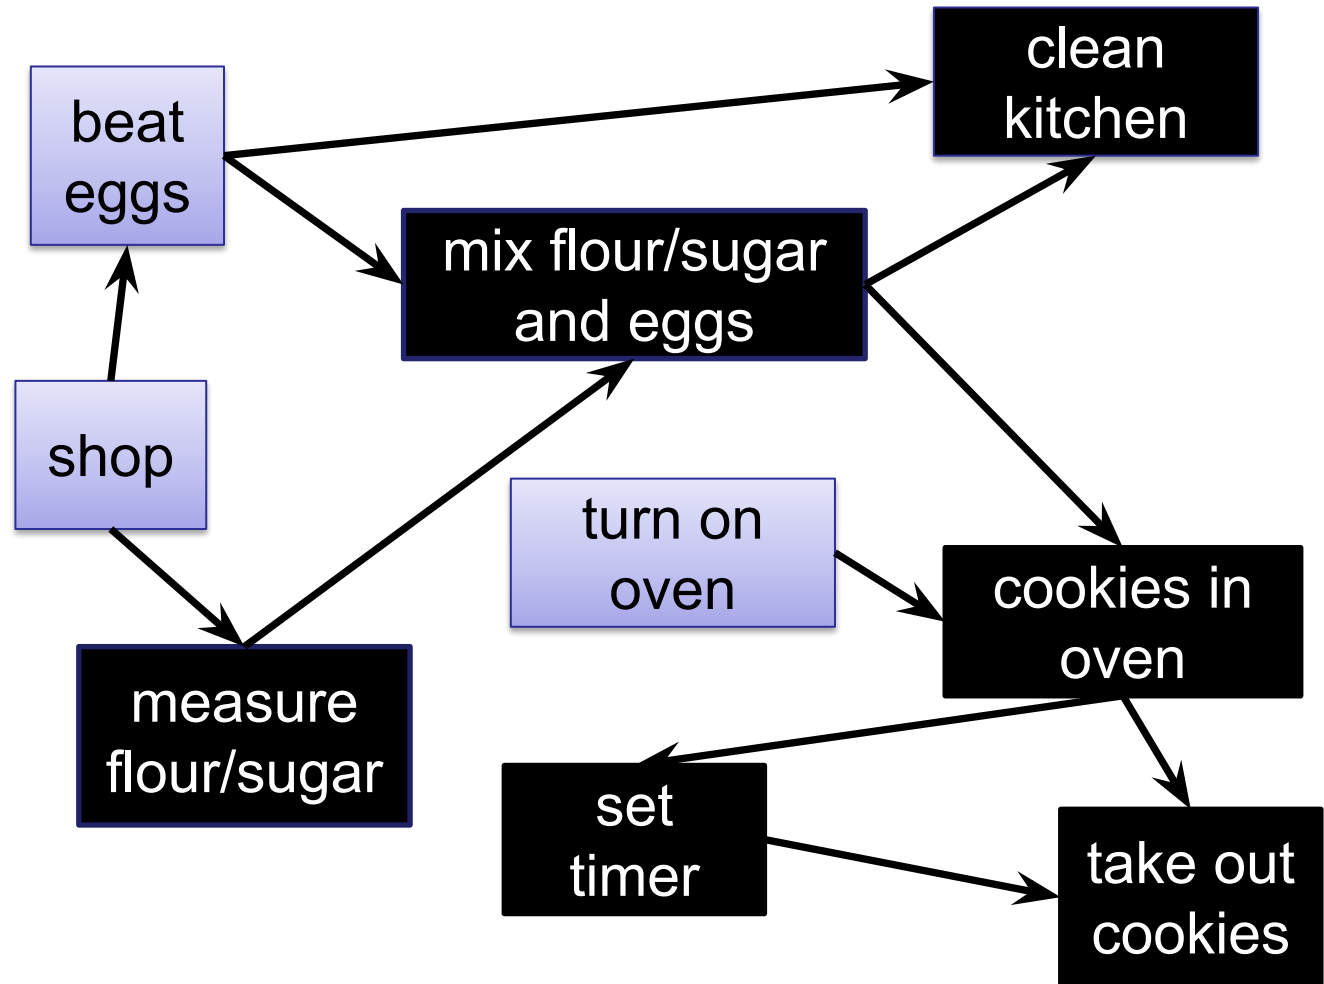 clean
kitchen
beat
eggs
mix flour/sugar
and eggs
shop
turn on
oven
cookies in
oven
measure
flour/sugar
set
timer
take out
cookies